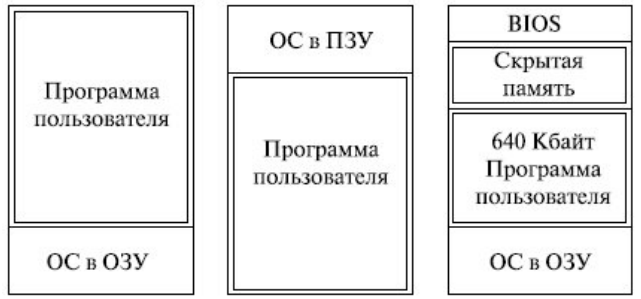 Программа
пользователя
ОС в ОЗУ
ОС в ПЗУ
Программа
пользователя
BIOS
Скрытая
память
640 Кбайт
Программа
пользователя
ОС в ОЗУ